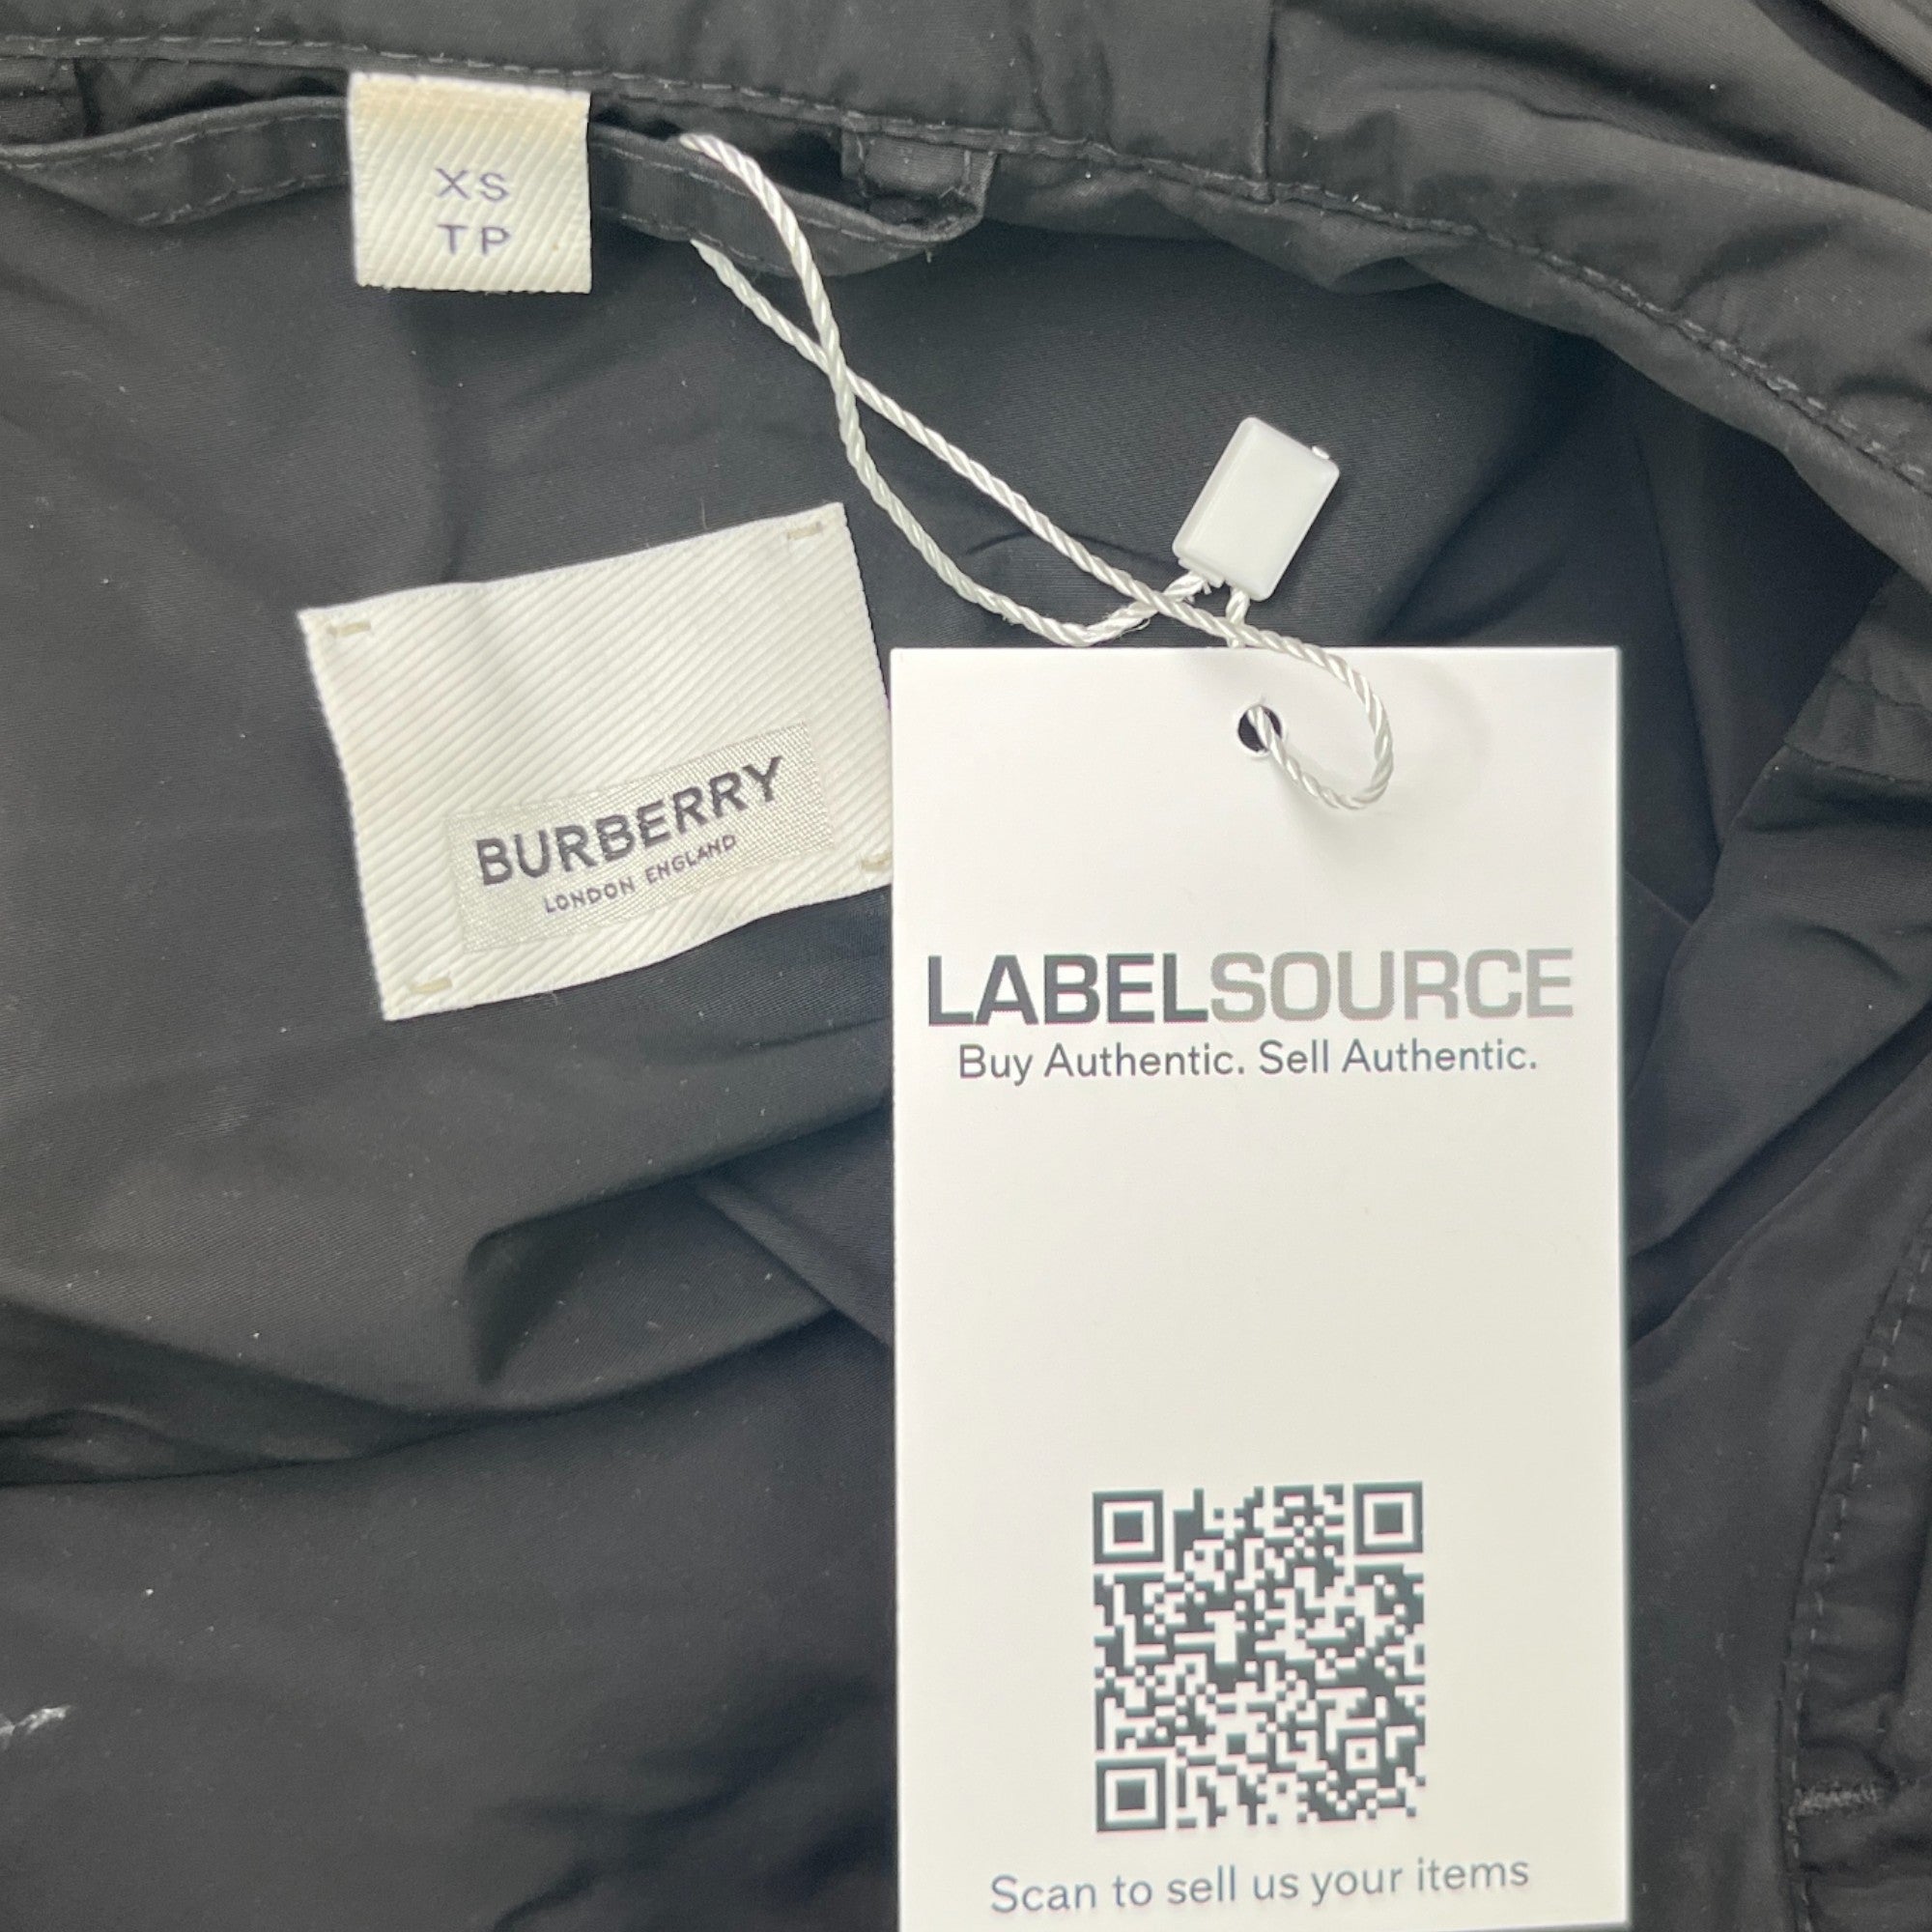 XS
TP
BURBERRY
LONDON ENGLAND
LABELSOURCE
Buy Authentic. Sell Authentic.
Scan to sell us your items